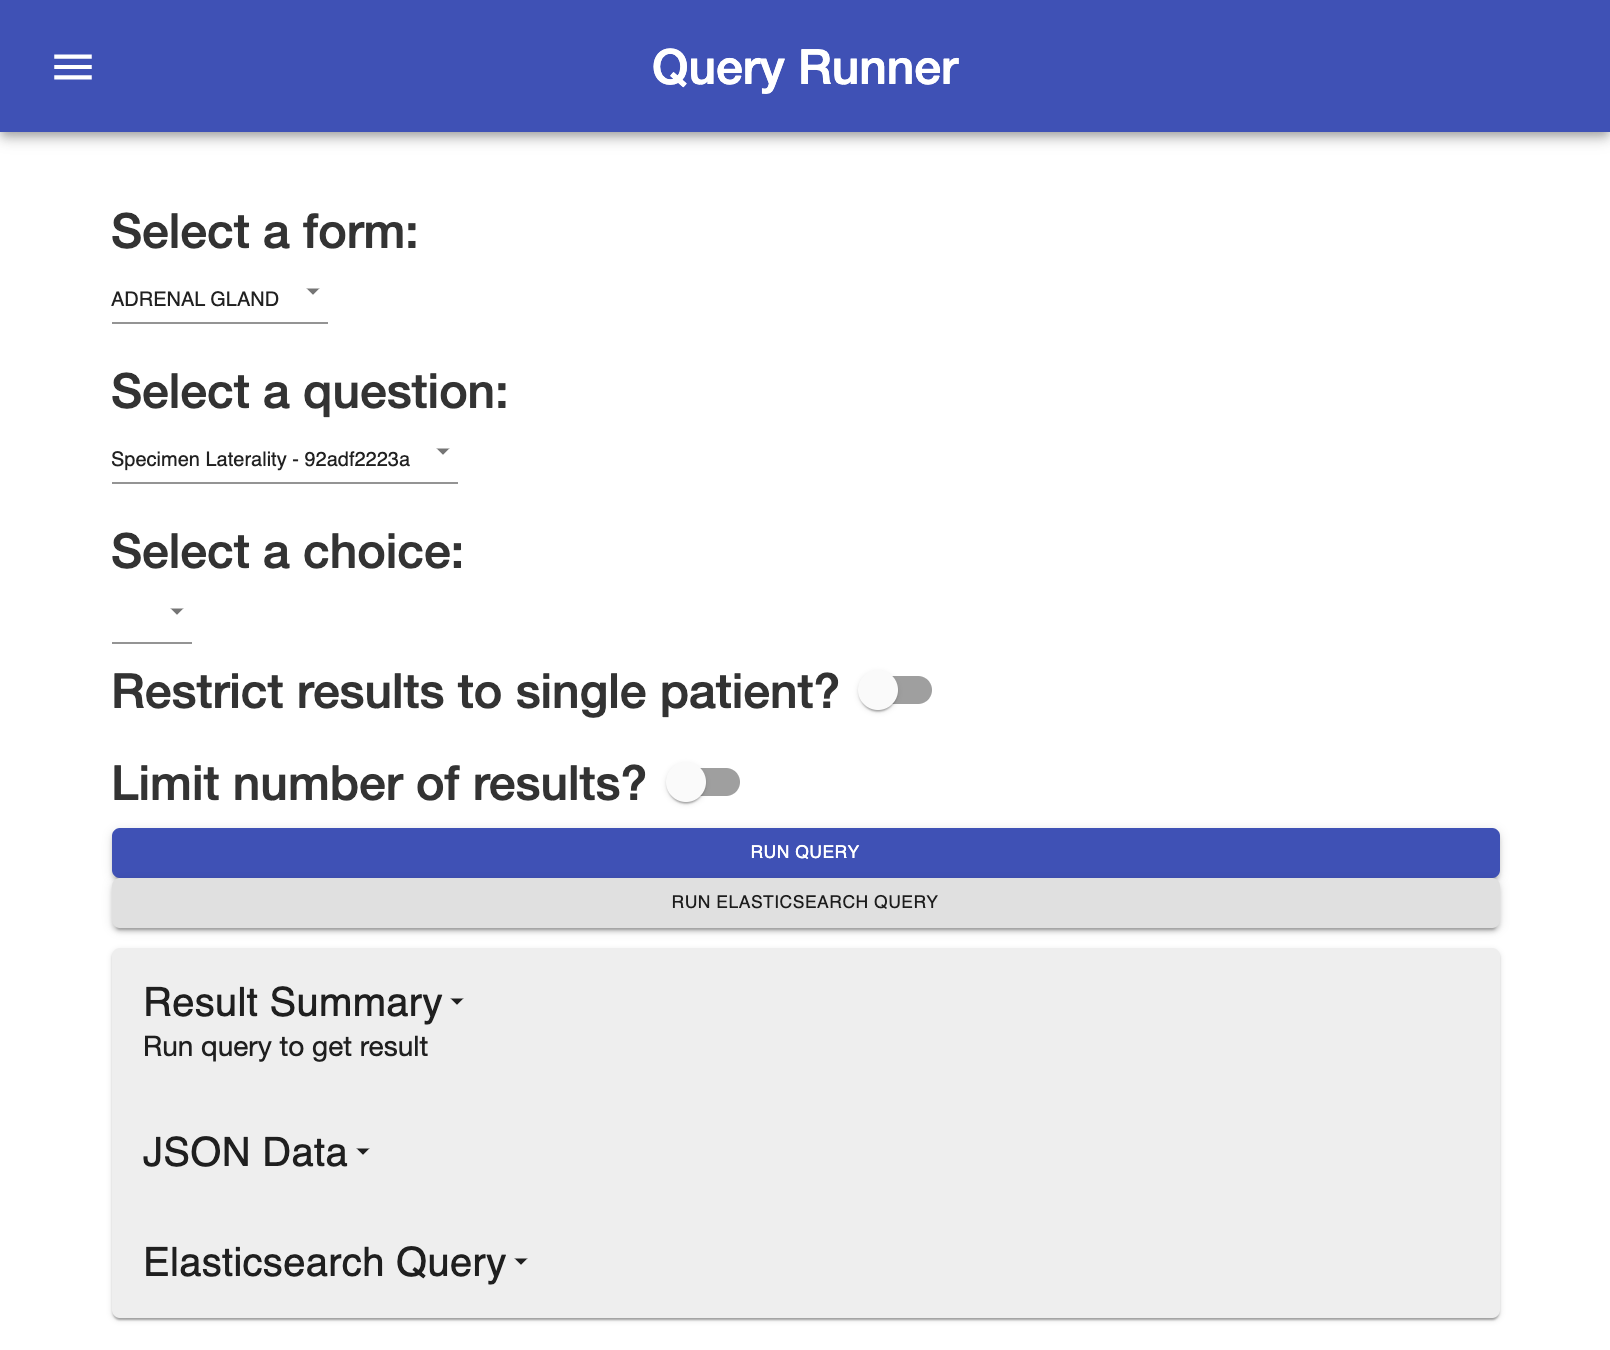 Query Runner
Select a form:
ADRENAL GLAND
Select a question:
Specimen Laterality - 92adf2223a
Select a choice:
Restrict results to single patient?
Limit number of results?
RUN QUERY
RUN ELASTICSEARCH QUERY
Result Summary
Run query to get result
JSON Data
Elasticsearch Query